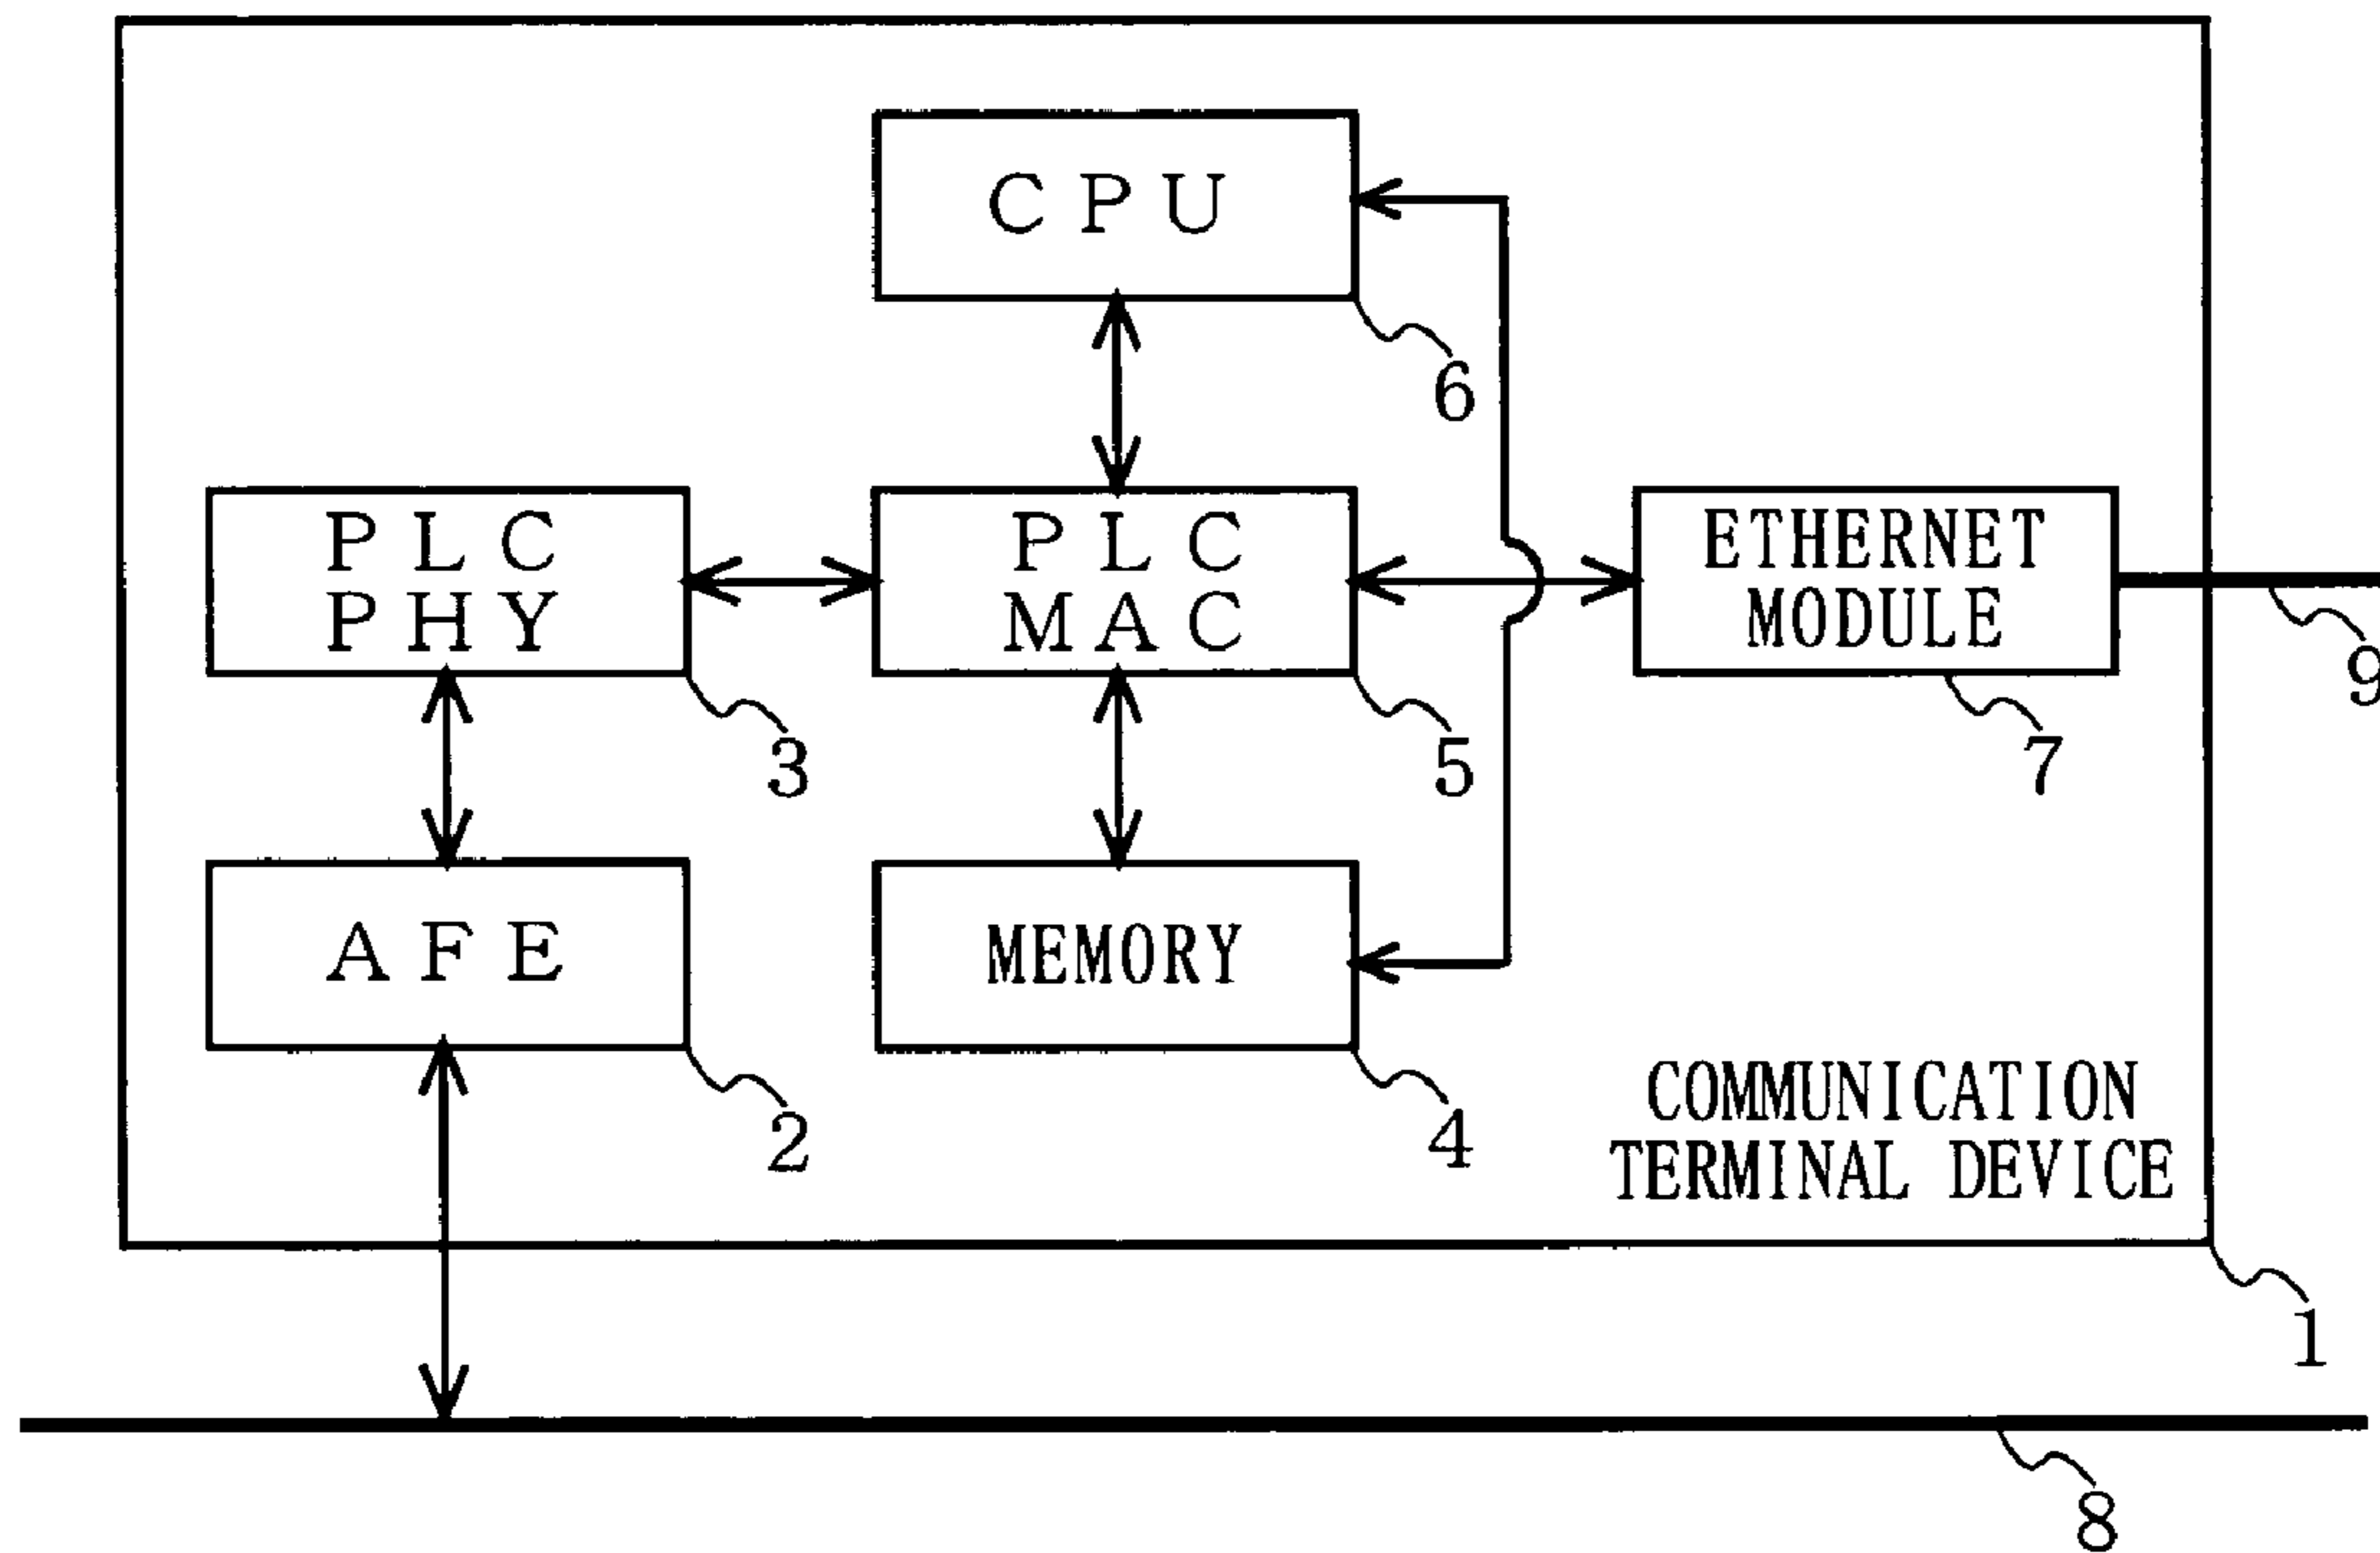 CPU
6
PLC
PHY
PLC
MAC
ETHERNET
MODULE
9
3
5
7
AFE
MEMORY
2
4
COMMUNICATION
TERMINAL DEVICE
1
8